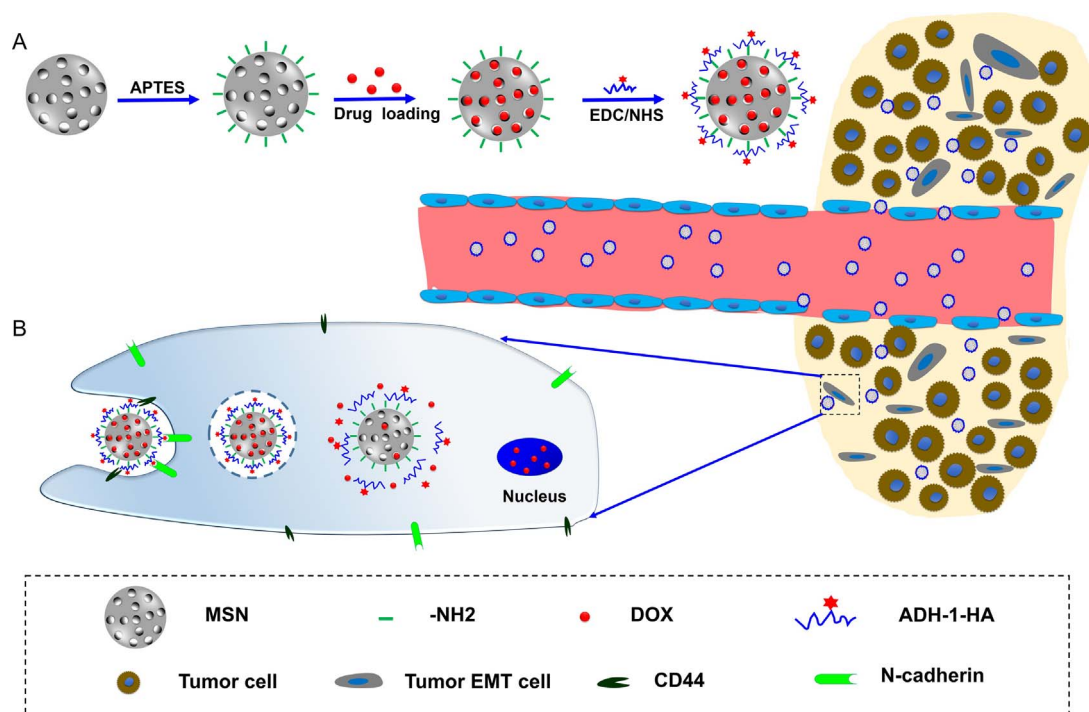 A
APTES
Drug loading
EDC/NHS
B
Nucleus
MSN
-NH2
DOX
ADH-1-HA
Tumor cell
Tumor EMT cell
CD44
N-cadherin